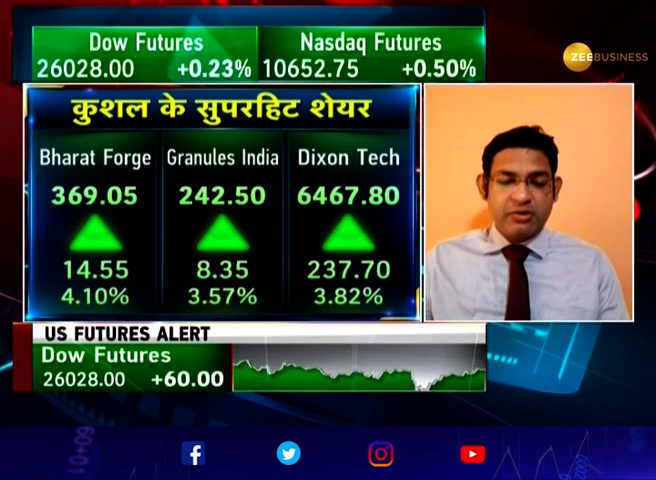 Dow Futures
26028.00 +0.23%
Nasdaq Futures
10652.75 +0.50%
ZEEBUSINESS
कुशल के सुपरहिट शेयर
Bharat Forge
369.05
14.55
4.10%
Granules India
242.50
8.35
3.57%
Dixon Tech
6467.80
237.70
3.82%
US FUTURES ALERT
Dow Futures
26028.00 +60.00